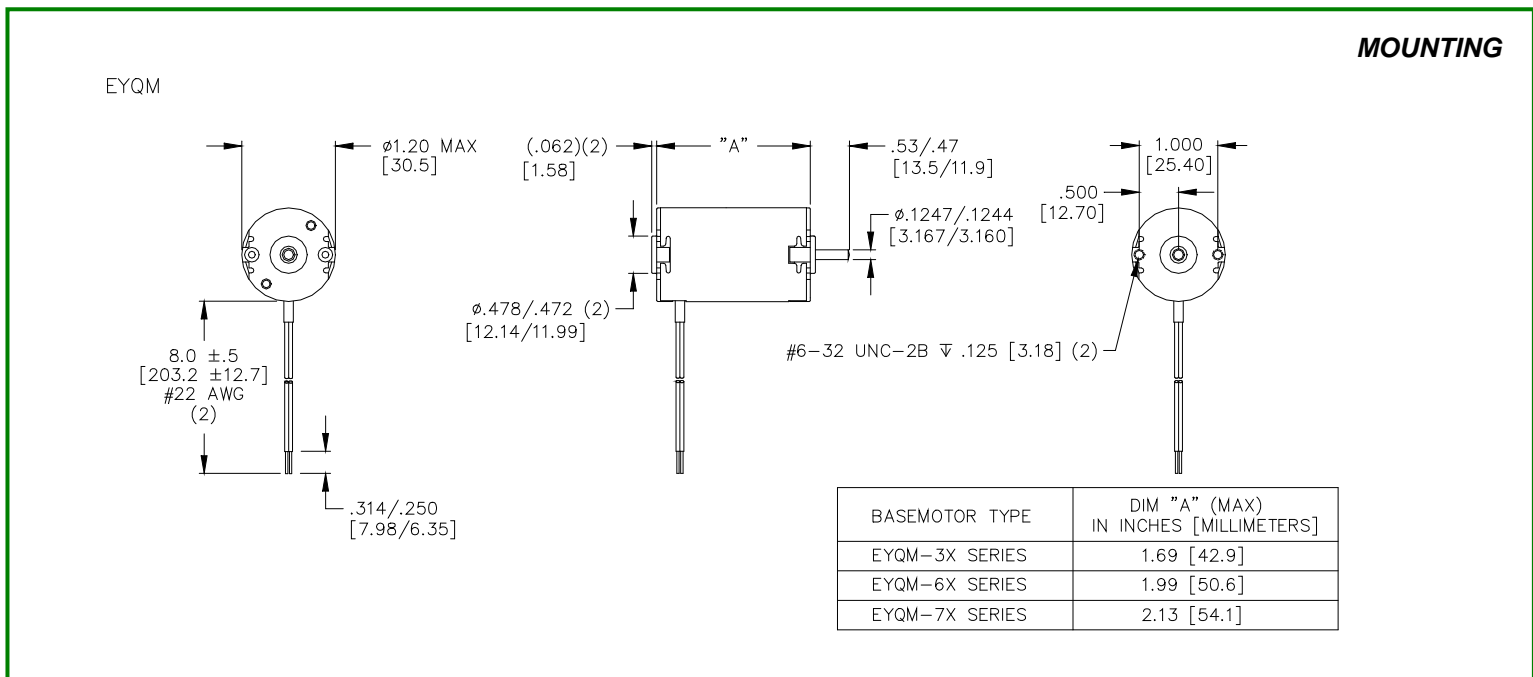 MOUNTING
EYQM
ø1.20 MAX
[30.5]
(.062)(2)
[1.58]
"A"
.53/.47
[13.5/11.9]
1.000
[25.40]
.500
[12.70]
ø.1247/.1244
[3.167/3.160]
ø.478/.472 (2)
[12.14/11.99]
#6-32 UNC-2B ↧ .125 [3.18] (2)
8.0 ±.5
[203.2 ±12.7]
#22 AWG
(2)
.314/.250
[7.98/6.35]
BASEMOTOR TYPE
DIM "A" (MAX)
IN INCHES [MILLIMETERS]
EYQM-3X SERIES
1.69 [42.9]
EYQM-6X SERIES
1.99 [50.6]
EYQM-7X SERIES
2.13 [54.1]